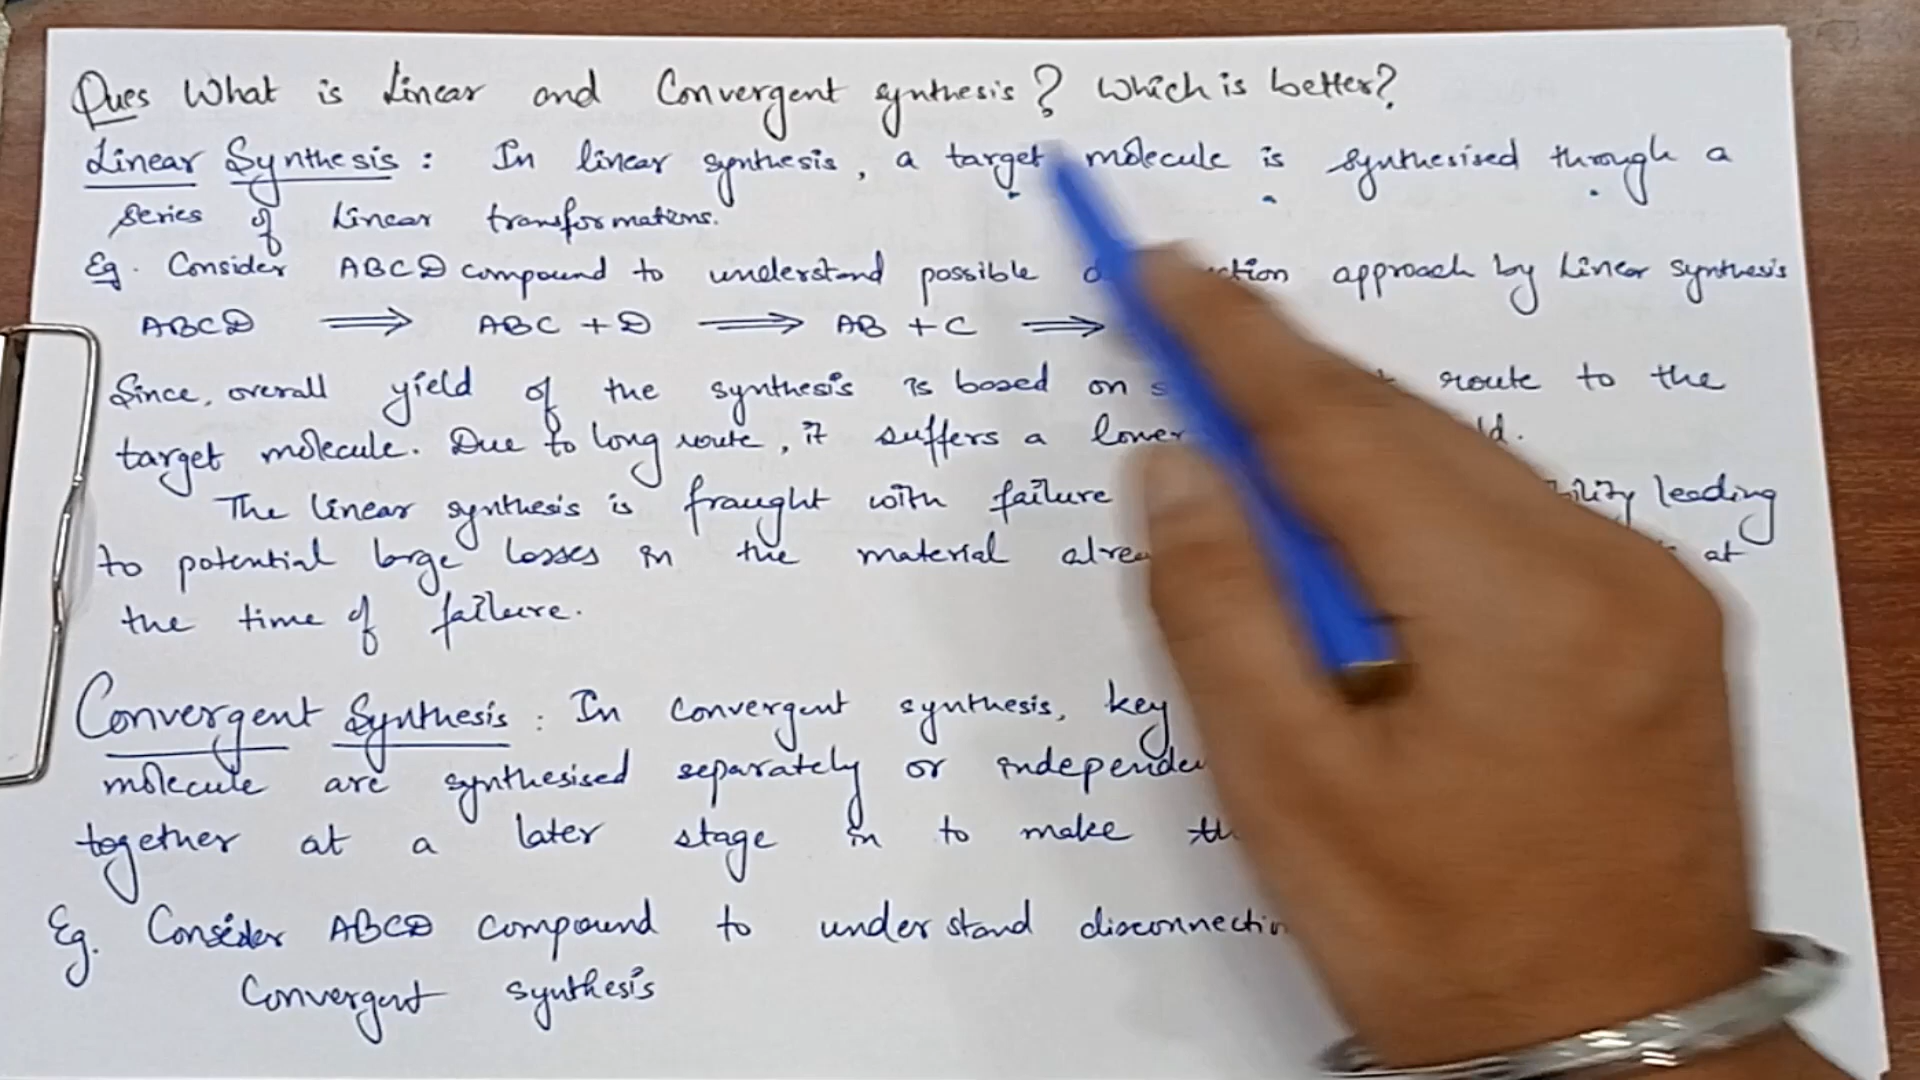 Ques What is Linear and Convergent synthesis? Which is better?
Linear Synthesis : In linear synthesis, a target molecule is synthesised through a
series of linear transformations.
Eg. Consider ABCD compound to understand possible approach by linear synthesis
ABCD ⟹ ABC + D ⟹ AB + C ⟹
Since, overall yield of the synthesis is based on route to the
target molecule. Due to long route, it suffers a lower
The linear synthesis is fraught with failure leading
to potential large losses in the material at
the time of failure.
Convergent Synthesis : In convergent synthesis, key
molecule are synthesised separately or
together at a later stage in to make
Eg. Consider ABCD compound to understand
Convergent synthesis